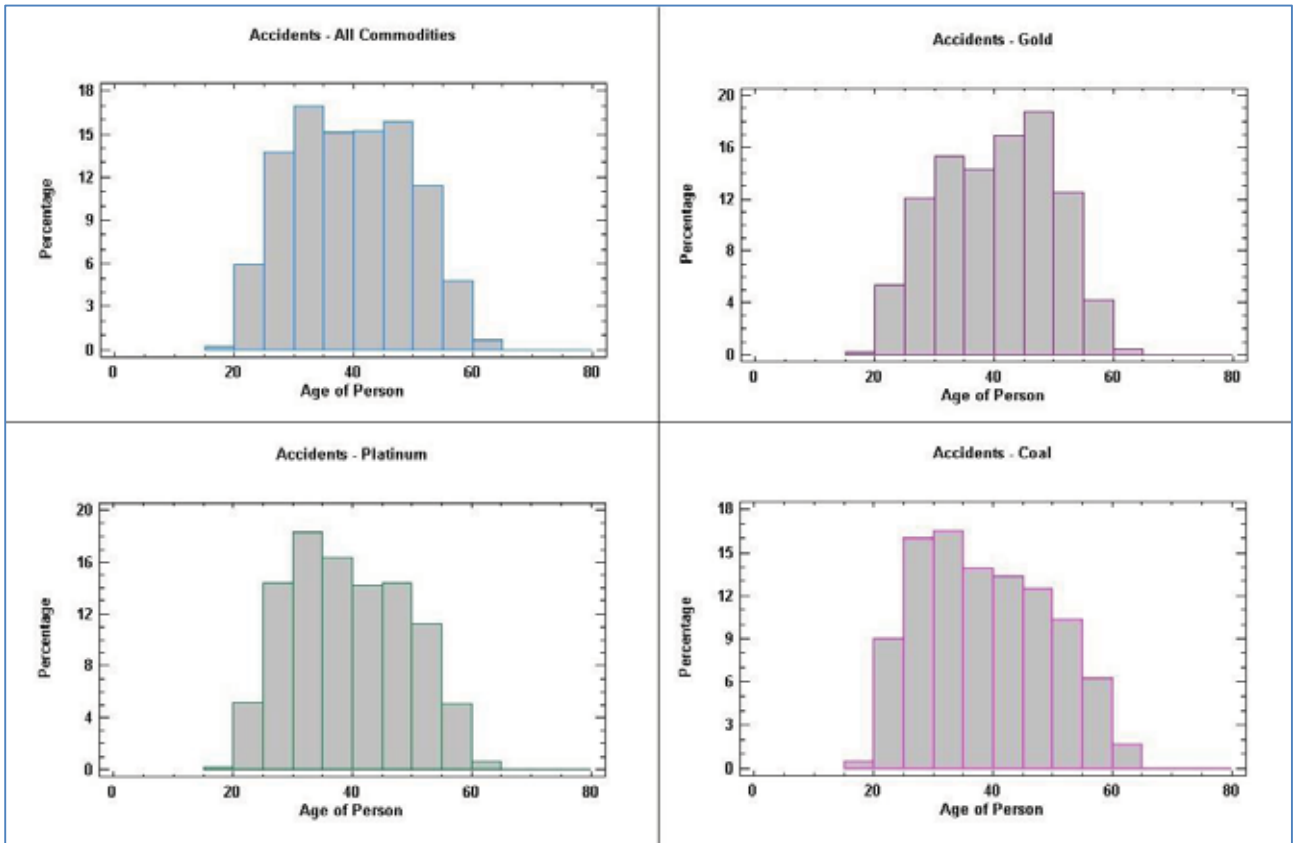 Accidents - All Commodities
Percentage
18
15
12
9
6
3
0
0 20 40 60 80
Age of Person
Accidents - Gold
Percentage
20
16
12
8
4
0
0 20 40 60 80
Age of Person
Accidents - Platinum
Percentage
20
16
12
8
4
0
0 20 40 60 80
Age of Person
Accidents - Coal
Percentage
18
15
12
9
6
3
0
0 20 40 60 80
Age of Person